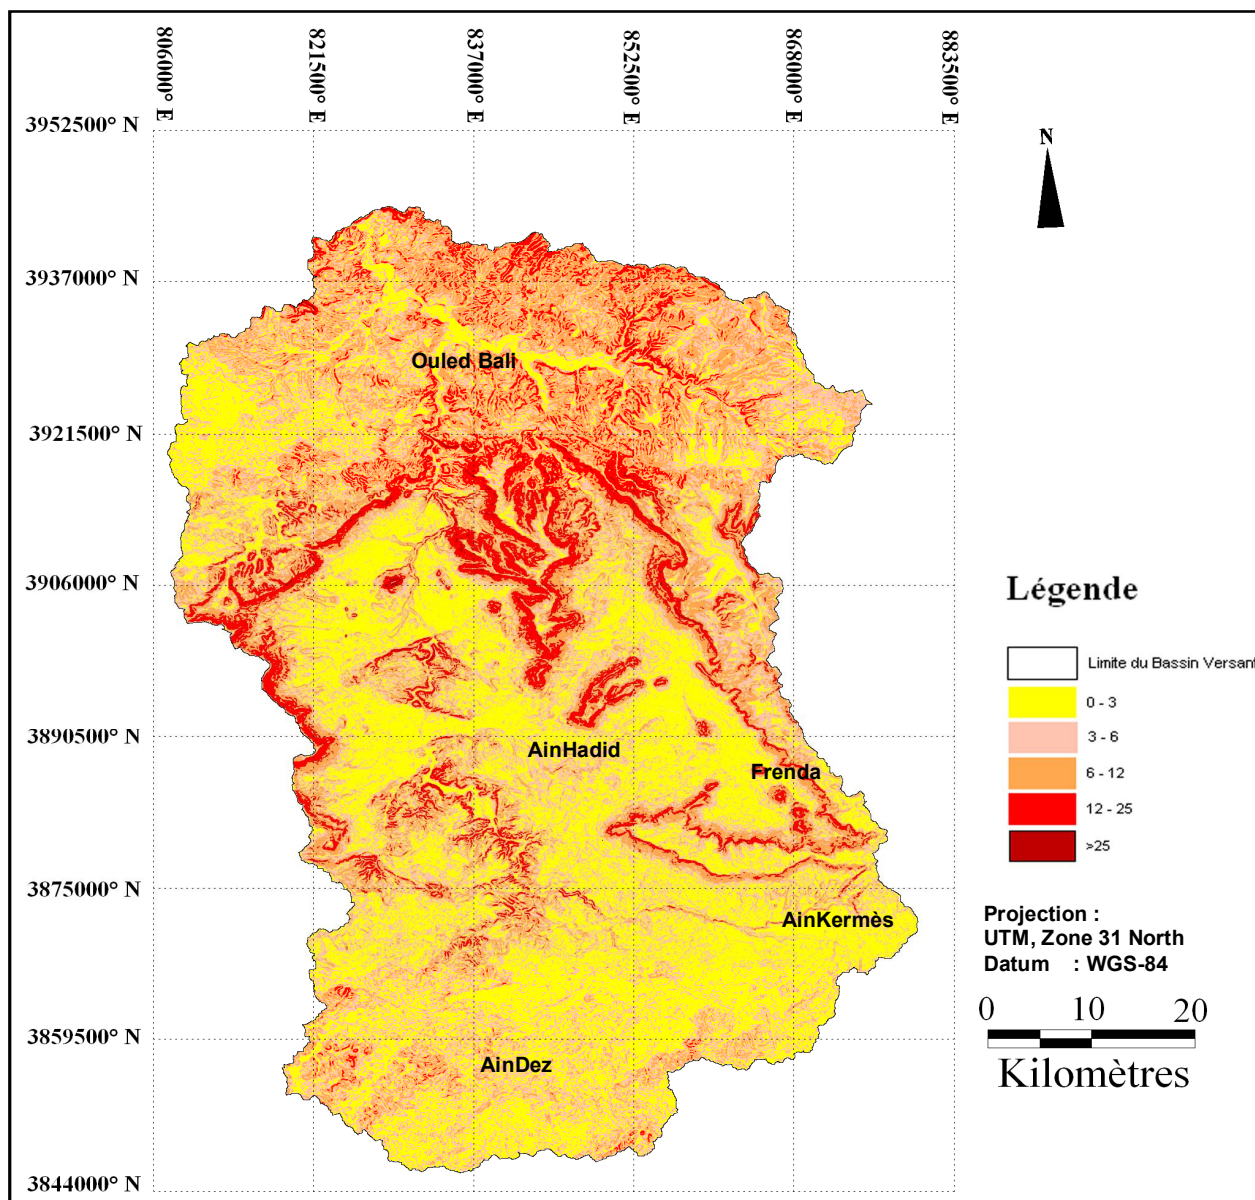 806000° E
821500° E
837000° E
852500° E
868000° E
883500° E
3952500° N
N
3937000° N
Ouled Bali
3921500° N
3906000° N
Légende
Limite du Bassin Versant
0 - 3
3890500° N
AinHadid
3 - 6
Frenda
6 - 12
12 - 25
>25
3875000° N
AinKermès
Projection :
UTM, Zone 31 North
Datum : WGS-84
0 10 20
3859500° N
AinDez
Kilomètres
3844000° N